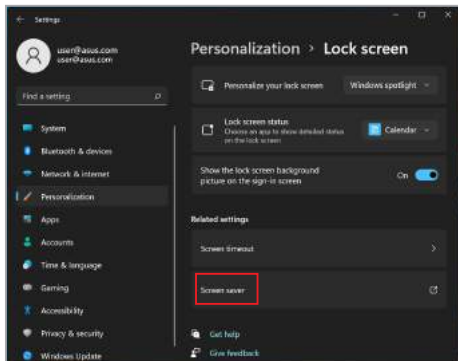 Settings
user@asus.com
user@asus.com
Find a setting
System
Bluetooth & devices
Network & internet
Personalization
Apps
Accounts
Time & language
Gaming
Accessibility
Privacy & security
Windows Update
Personalization > Lock screen
Personalize your lock screen
Windows spotlight
Lock screen status
Choose an app to show detailed status
on the lock screen
Calendar
Show the lock screen background
picture on the sign-in screen
On
Related settings
Screen timeout
Screen saver
Get help
Give feedback